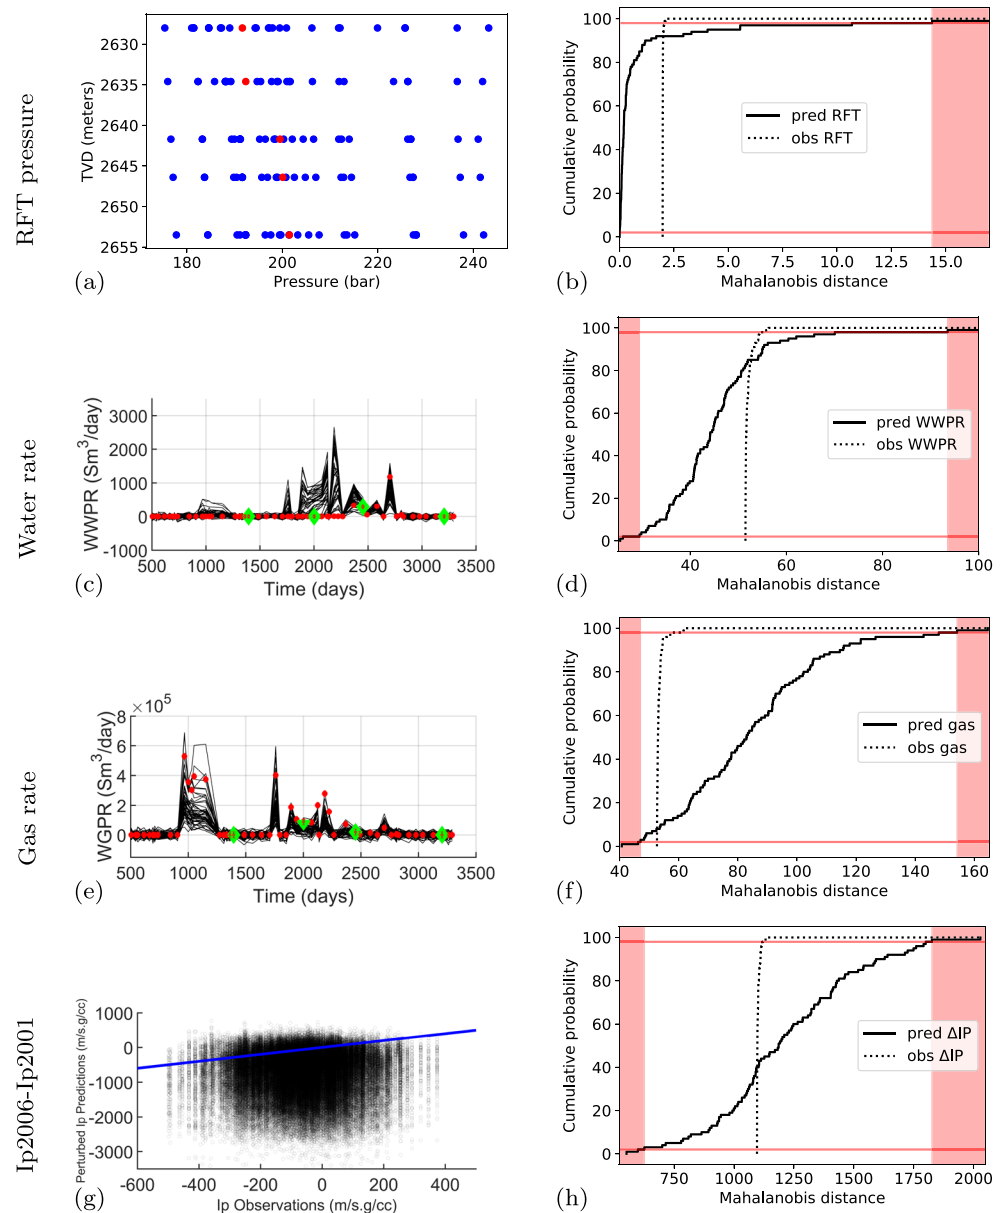 RFT pressure
TVD (meters)
2630
2635
2640
2645
2650
2655
180
200
220
240
Pressure (bar)
(a)
Cumulative probability
100
80
60
40
20
0
pred RFT
obs RFT
0.0
2.5
5.0
7.5
10.0
12.5
15.0
Mahalanobis distance
(b)
Water rate
WWPR (Sm³/day)
3000
2000
1000
0
-1000
500
1000
1500
2000
2500
3000
3500
Time (days)
(c)
Cumulative probability
100
80
60
40
20
0
pred WWPR
obs WWPR
40
60
80
100
Mahalanobis distance
(d)
Gas rate
WGPR (Sm³/day)
×10⁵
8
6
4
2
0
500
1000
1500
2000
2500
3000
3500
Time (days)
(e)
Cumulative probability
100
80
60
40
20
0
pred gas
obs gas
40
60
80
100
120
140
160
Mahalanobis distance
(f)
Ip2006-Ip2001
Perturbed Ip Predictions (m/s.g/cc)
1000
0
-1000
-2000
-3000
-600
-400
-200
0
200
400
Ip Observations (m/s.g/cc)
(g)
Cumulative probability
100
80
60
40
20
0
pred ΔIP
obs ΔIP
750
1000
1250
1500
1750
2000
Mahalanobis distance
(h)